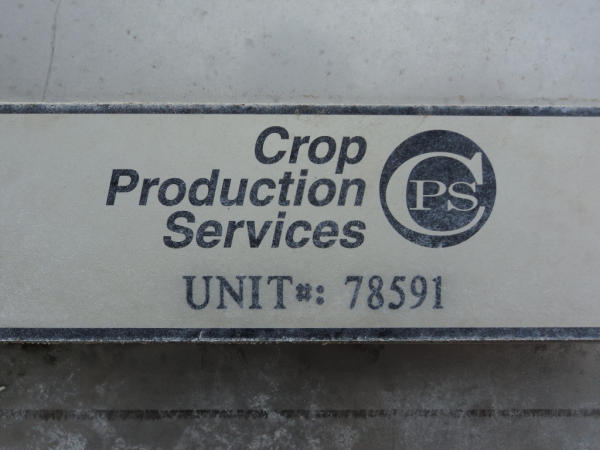 Crop
Production
Services
CPS
UNIT#: 78591